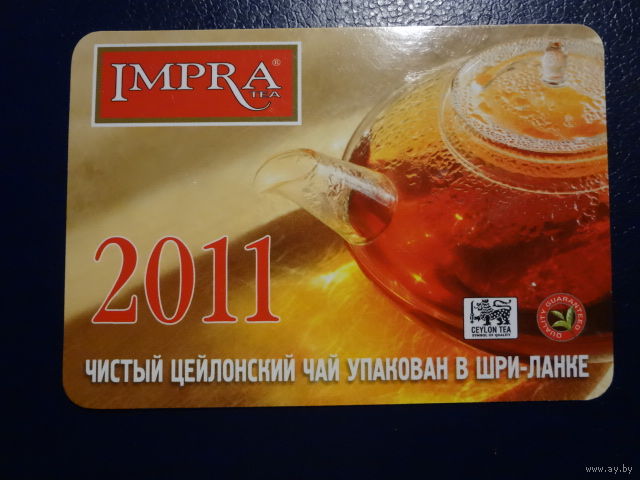 IMPRA®
TEA
2011
CEYLON TEA
SYMBOL OF QUALITY
QUALITY GUARANTEED
ЧИСТЫЙ ЦЕЙЛОНСКИЙ ЧАЙ УПАКОВАН В ШРИ-ЛАНКЕ
www.ay.by